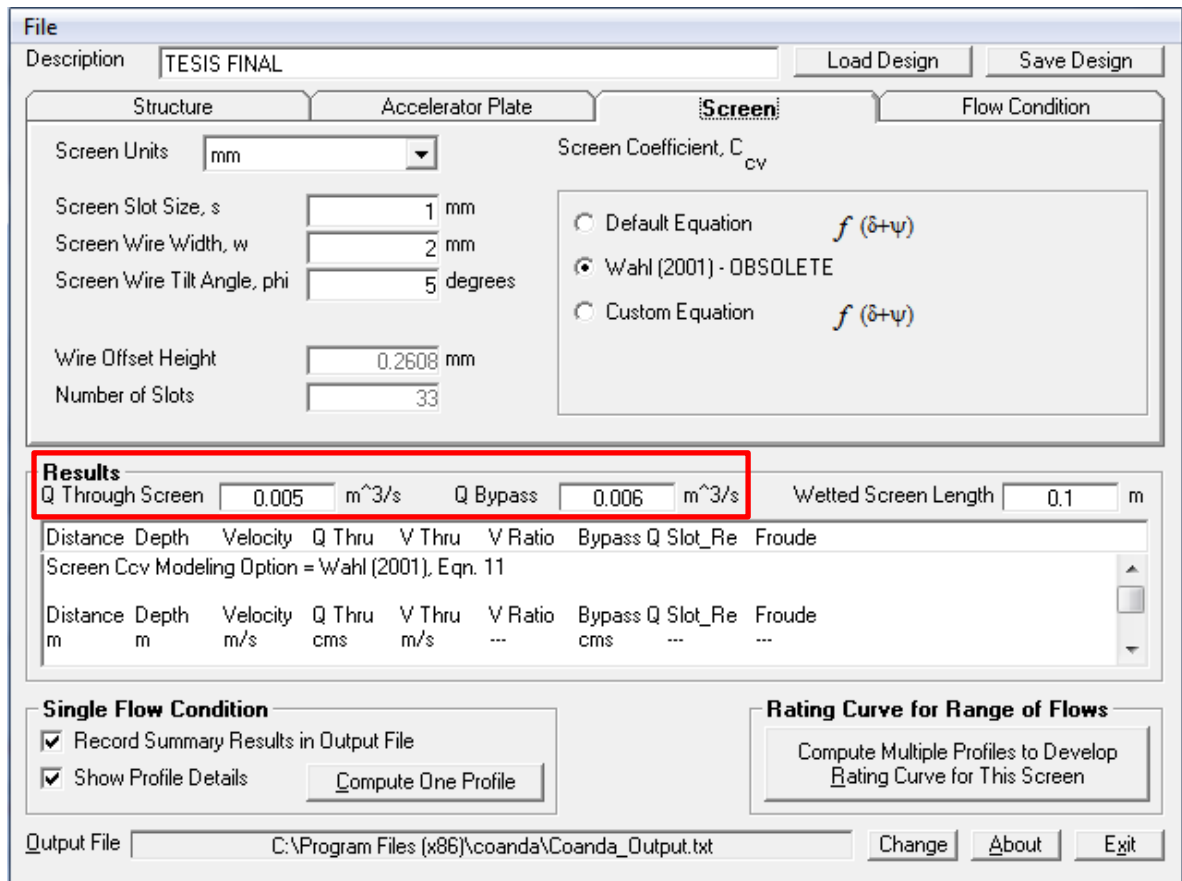 File
Description TESIS FINAL Load Design Save Design
Structure Accelerator Plate Screen Flow Condition
Screen Units mm Screen Coefficient, C cv
Screen Slot Size, s 1 mm
Screen Wire Width, w 2 mm
Screen Wire Tilt Angle, phi 5 degrees
Default Equation f (δ+ψ)
Wahl (2001) - OBSOLETE
Custom Equation f (δ+ψ)
Wire Offset Height 0.2608 mm
Number of Slots 33
Results
Q Through Screen 0.005 m^3/s Q Bypass 0.006 m^3/s Wetted Screen Length 0.1 m
Distance Depth Velocity Q Thru V Thru V Ratio Bypass Q Slot_Re Froude
Screen Ccv Modeling Option = Wahl (2001), Eqn. 11
Distance Depth Velocity Q Thru V Thru V Ratio Bypass Q Slot_Re Froude
m m m/s cms m/s --- cms --- ---
Single Flow Condition
Record Summary Results in Output File
Show Profile Details Compute One Profile
Rating Curve for Range of Flows
Compute Multiple Profiles to Develop
Rating Curve for This Screen
Output File C:\Program Files (x86)\coanda\Coanda_Output.txt Change About Exit